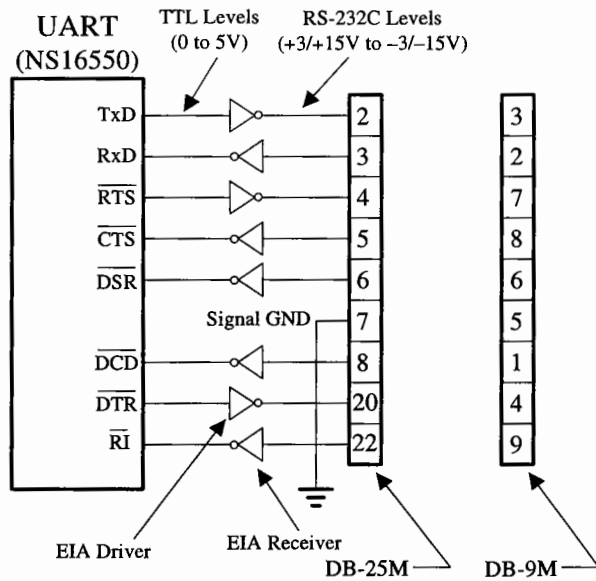 UART
(NS16550)
TTL Levels
(0 to 5V)
RS-232C Levels
(+3/+15V to –3/–15V)
TxD 2 3
RxD 3 2
RTS 4 7
CTS 5 8
DSR 6 6
Signal GND 7 5
DCD 8 1
DTR 20 4
RI 22 9
EIA Driver
EIA Receiver
DB-25M
DB-9M